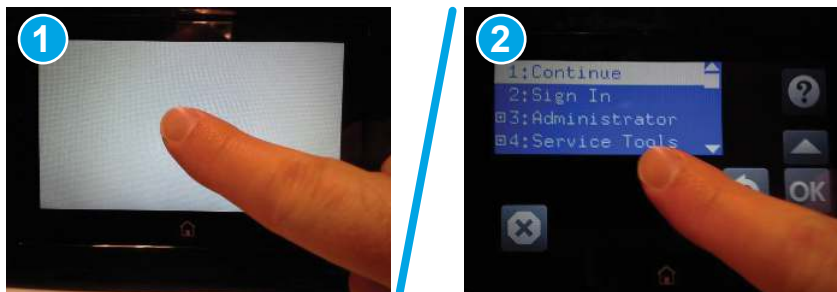 1
2
1:Continue
2:Sign In
3:Administrator
4:Service Tools
?
OK